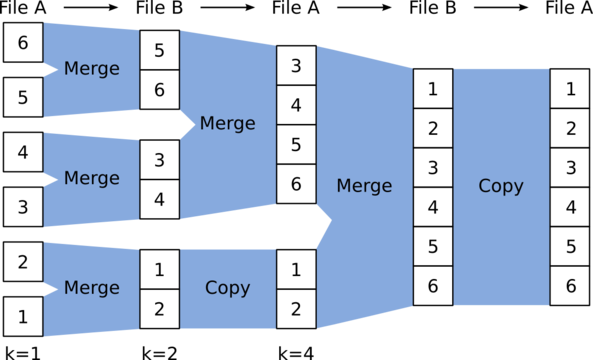 File A File B File A File B File A
6 5 3 1 1
5 6 4 2 2
4 3 5 3 3
3 4 6 4 4
2 1 1 5 5
1 2 2 6 6
Merge Merge Merge Copy
Merge
Merge Copy
k=1 k=2 k=4